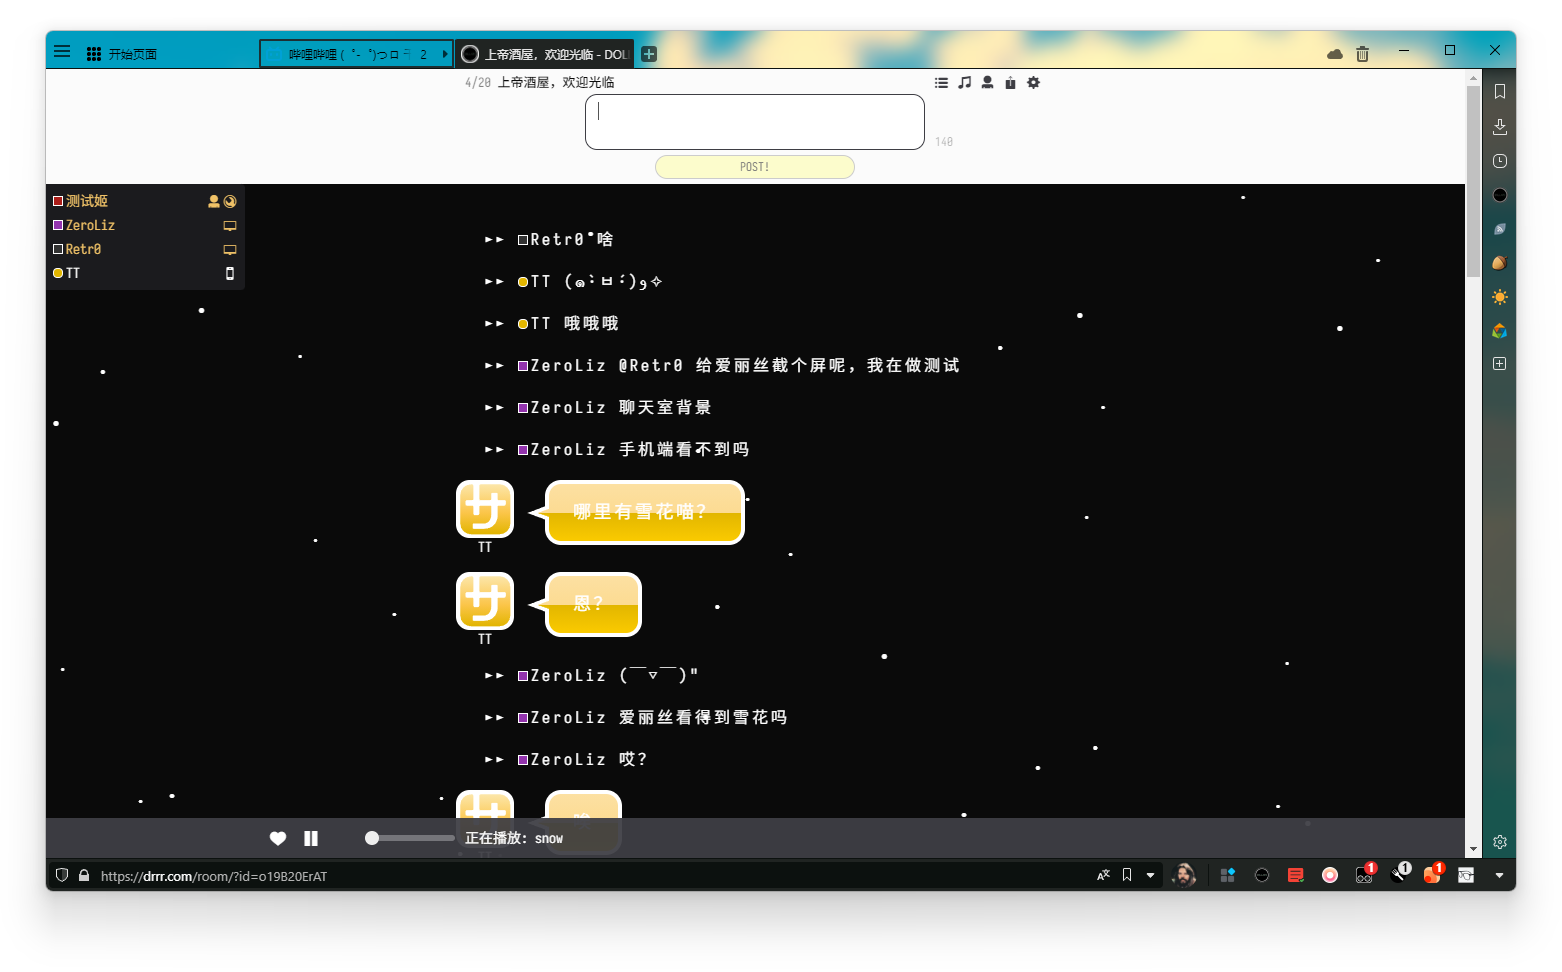 开始页面
哔哩哔哩 ( ゜- ゜)つロ 干 2
上帝酒屋，欢迎光临 - DOLL
4/20 上帝酒屋，欢迎光临
140
POST!
测试姬
ZeroLiz
Retr0
TT
►► Retr0 啥
►► TT (๑•̀ㅂ•́)و✧
►► TT 哦哦哦
►► ZeroLiz @Retr0 给爱丽丝截个屏呢，我在做测试
►► ZeroLiz 聊天室背景
►► ZeroLiz 手机端看不到吗
サ
哪里有雪花喵？
TT
サ
恩？
TT
►► ZeroLiz (￣▽￣)"
►► ZeroLiz 爱丽丝看得到雪花吗
►► ZeroLiz 哎？
正在播放：snow
https://drrr.com/room/?id=o19B20ErAT
1
1
1